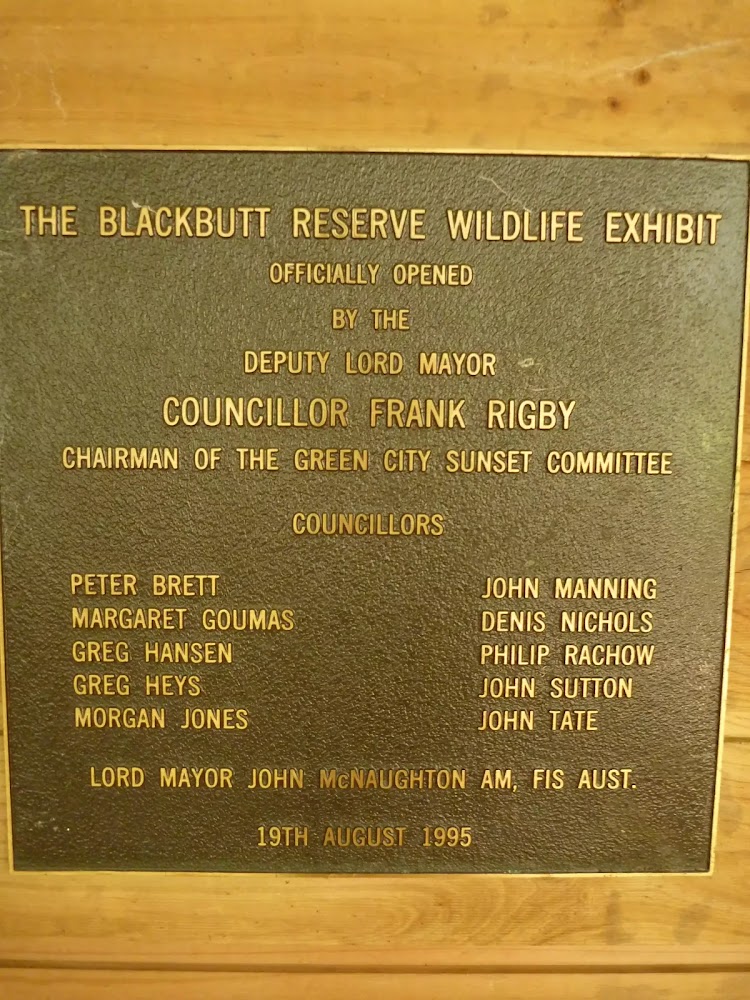 THE BLACKBUTT RESERVE WILDLIFE EXHIBIT
OFFICIALLY OPENED
BY THE
DEPUTY LORD MAYOR
COUNCILLOR FRANK RIGBY
CHAIRMAN OF THE GREEN CITY SUNSET COMMITTEE
COUNCILLORS
PETER BRETT JOHN MANNING
MARGARET GOUMAS DENIS NICHOLS
GREG HANSEN PHILIP RACHOW
GREG HEYS JOHN SUTTON
MORGAN JONES JOHN TATE
LORD MAYOR JOHN McNAUGHTON AM, FIS AUST.
19TH AUGUST 1995